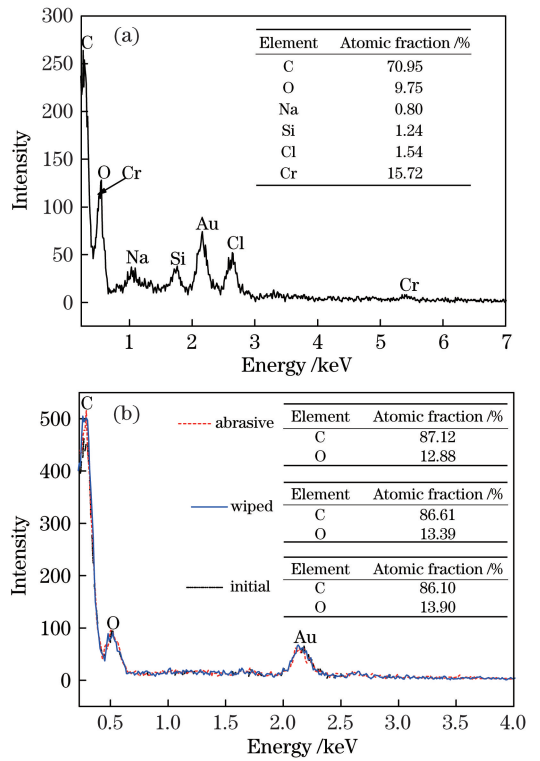 (a)
300
250
200
150
100
50
0
Intensity
C
O Cr
Na
Si
Au
Cl
Cr
Element Atomic fraction /%
C 70.95
O 9.75
Na 0.80
Si 1.24
Cl 1.54
Cr 15.72
1 2 3 4 5 6 7
Energy /keV
(b)
500
400
300
200
100
0
Intensity
C
O
Au
abrasive
Element Atomic fraction /%
C 87.12
O 12.88
wiped
Element Atomic fraction /%
C 86.61
O 13.39
initial
Element Atomic fraction /%
C 86.10
O 13.90
0.5 1.0 1.5 2.0 2.5 3.0 3.5 4.0
Energy /keV